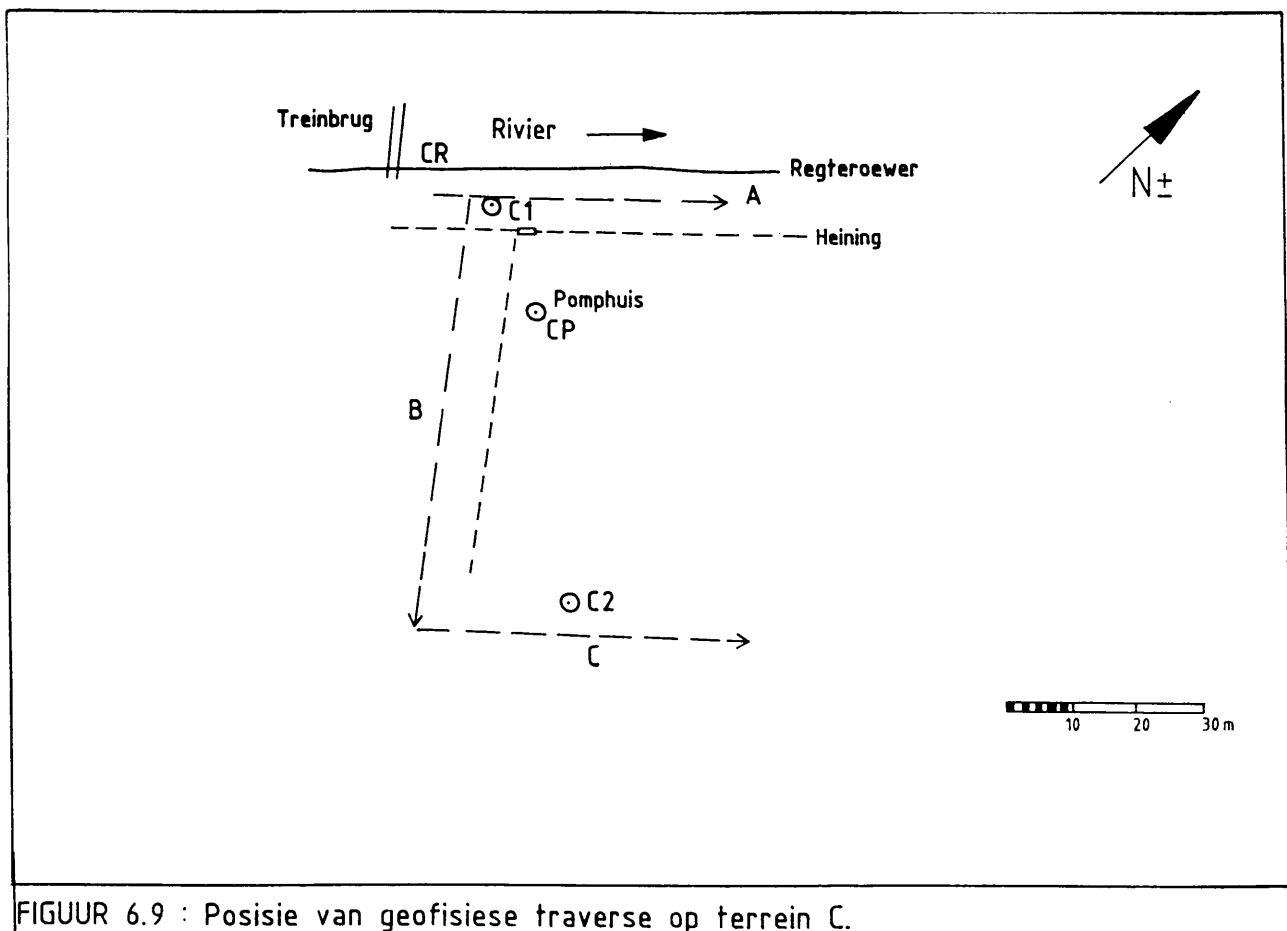 Treinbrug
Rivier
CR
Regteroewer
N±
A
C1
Heining
Pomphuis
CP
B
C2
C
10 20 30 m
FIGUUR 6.9 : Posisie van geofisiese traverse op terrein C.